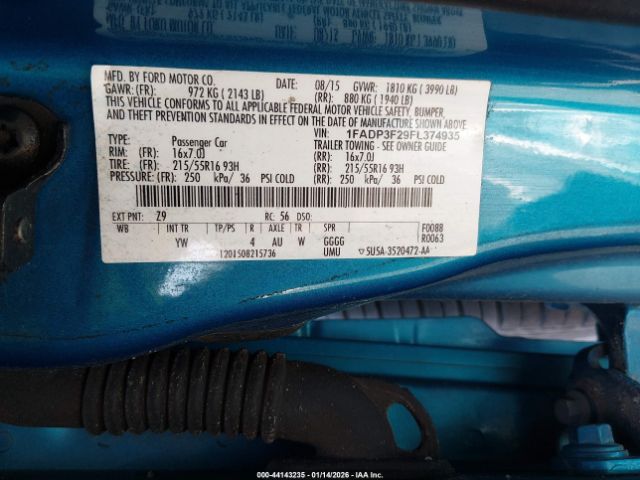 MFD. BY FORD MOTOR CO. DATE: 08/15 GVWR: 1810 KG ( 3990 LB)
GAWR: (FR) 972 KG ( 2143 LB) (RR) 880 KG ( 1940 LB)
THIS VEHICLE CONFORMS TO ALL APPLICABLE FEDERAL MOTOR VEHICLE SAFETY, BUMPER,
AND THEFT PREVENTION STANDARDS IN EFFECT ON THE DATE OF MANUFACTURE SHOWN ABOVE.
VIN: 1FADP3F29FL374935
TYPE: Passenger Car TRAILER TOWING - SEE OWNER GUIDE
RIM: (FR) 16x7.0J (RR) 16x7.0J
TIRE: (FR) 215/55R16 93H (RR) 215/55R16 93H
PRESSURE: (FR) 250 kPa/ 36 PSI COLD (RR) 250 kPa/ 36 PSI COLD
EXT PNT: Z9 RC: 56 DSO:
WB INT TR TP/PS R AXLE TR SPR F0088
YW 4 AU W GGGG R0063
1201508215736 UMU 5U5A-3520472-AA
000-44143235 - 01/14/2026 - IAA Inc.